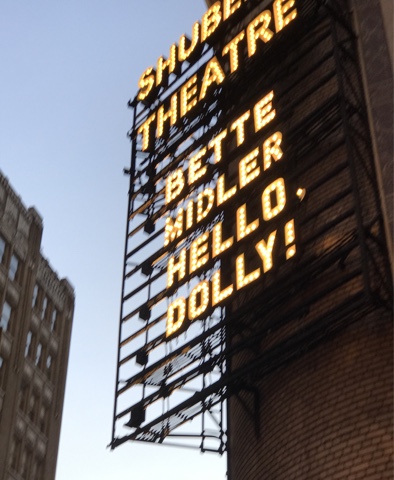 SHUBE
THEATRE
BETTE
MIDLER
HELLO,
DOLLY!